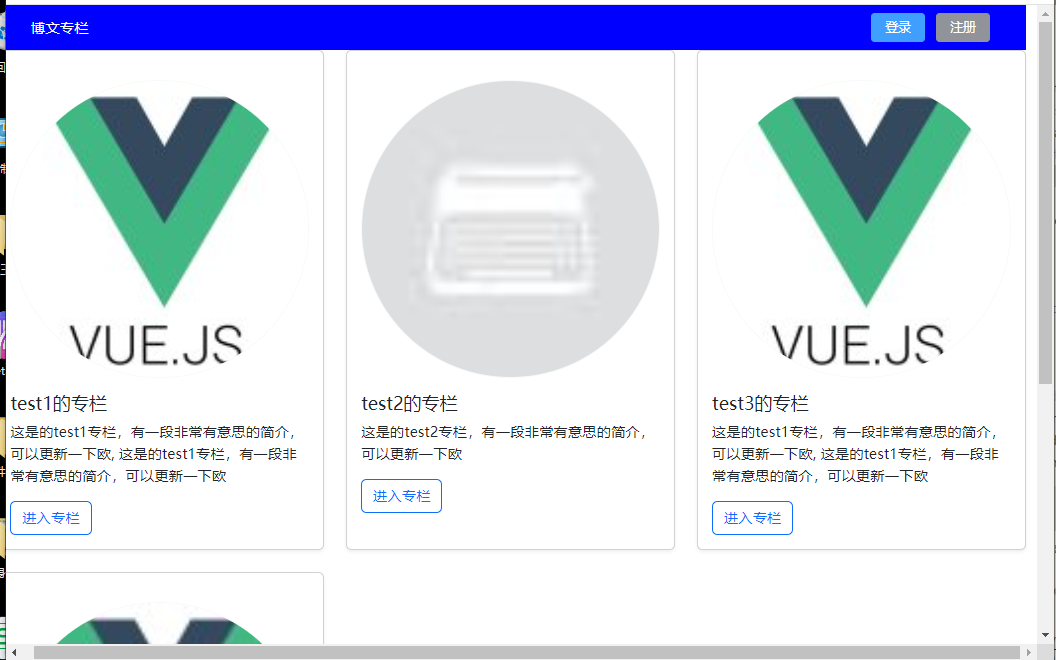 博文专栏
登录 注册
VUE.JS
VUE.JS
test1的专栏
这是的test1专栏，有一段非常有意思的简介，
可以更新一下欧, 这是的test1专栏，有一段非
常有意思的简介，可以更新一下欧
进入专栏
test2的专栏
这是的test2专栏，有一段非常有意思的简介，
可以更新一下欧
进入专栏
test3的专栏
这是的test1专栏，有一段非常有意思的简介，
可以更新一下欧, 这是的test1专栏，有一段非
常有意思的简介，可以更新一下欧
进入专栏